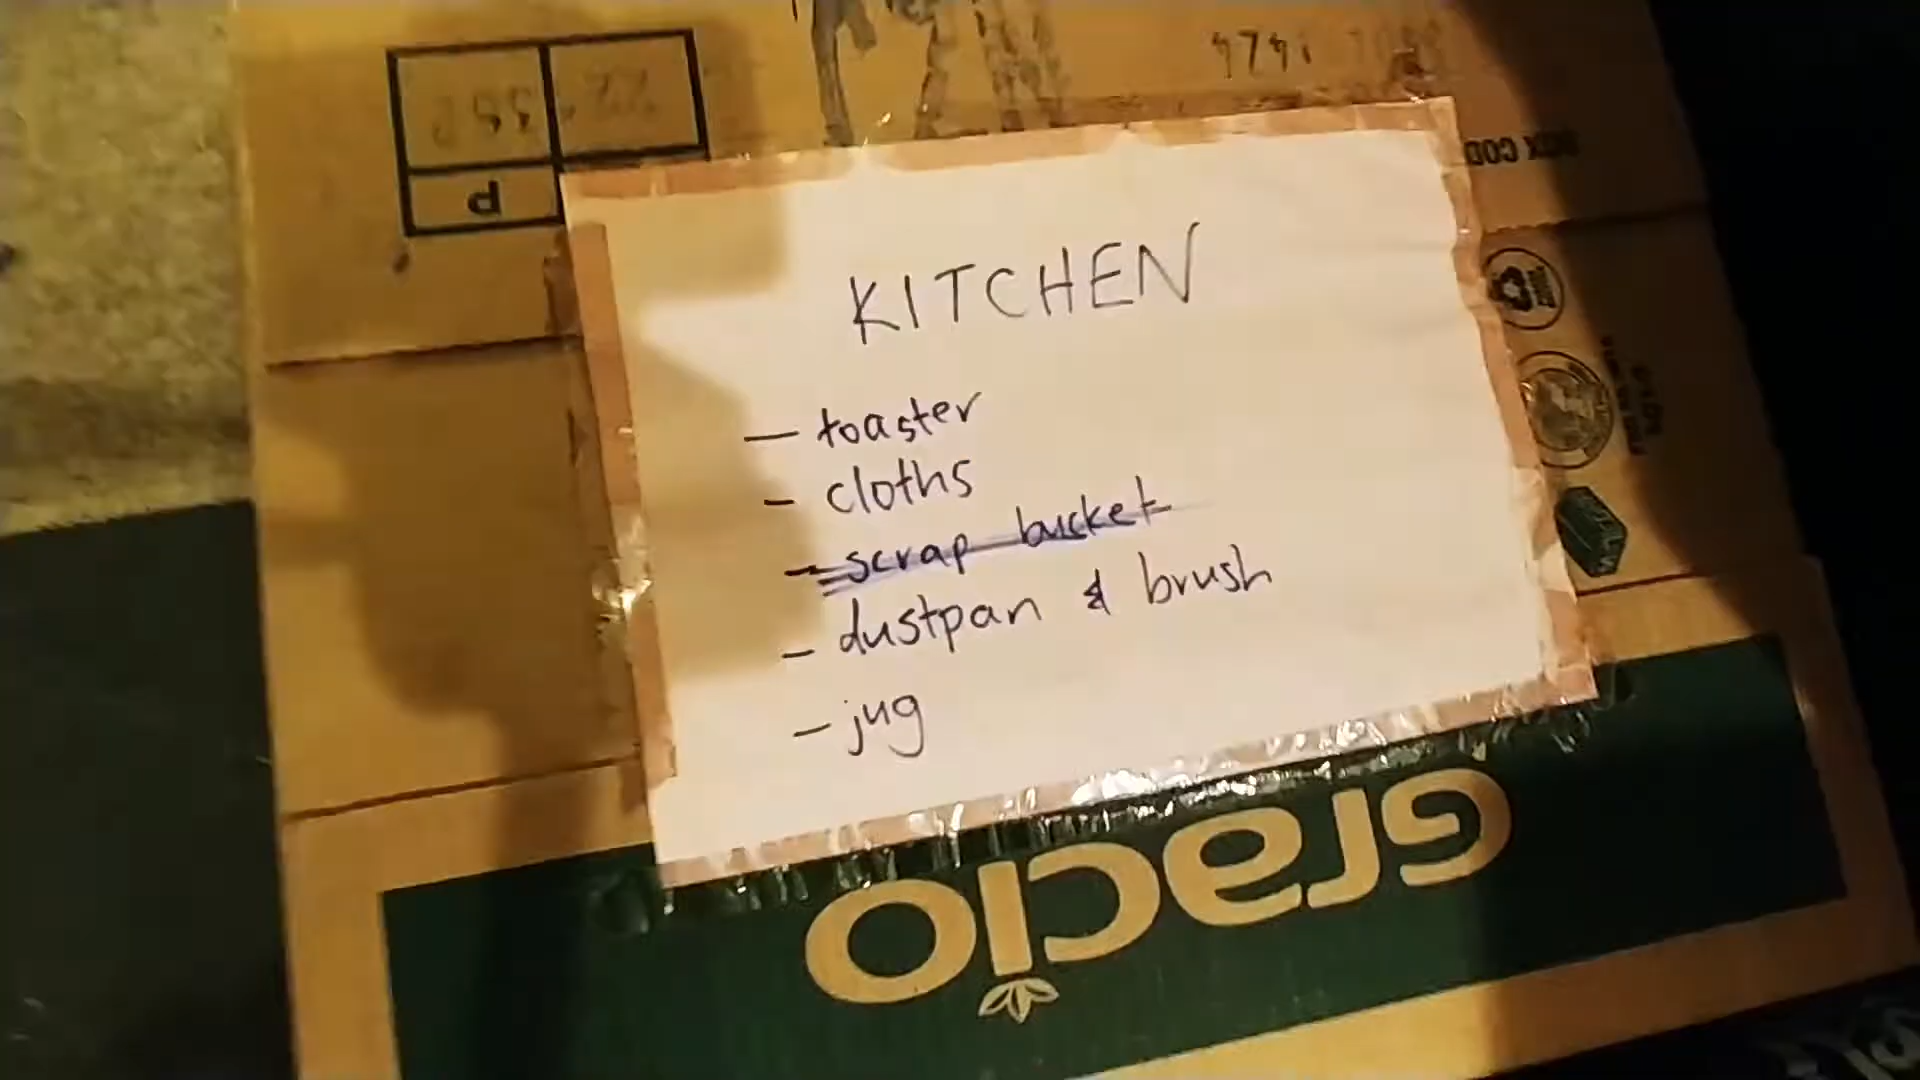 KITCHEN
- toaster
- cloths
- scrap bucket
- dustpan & brush
- jug
Gracio
P